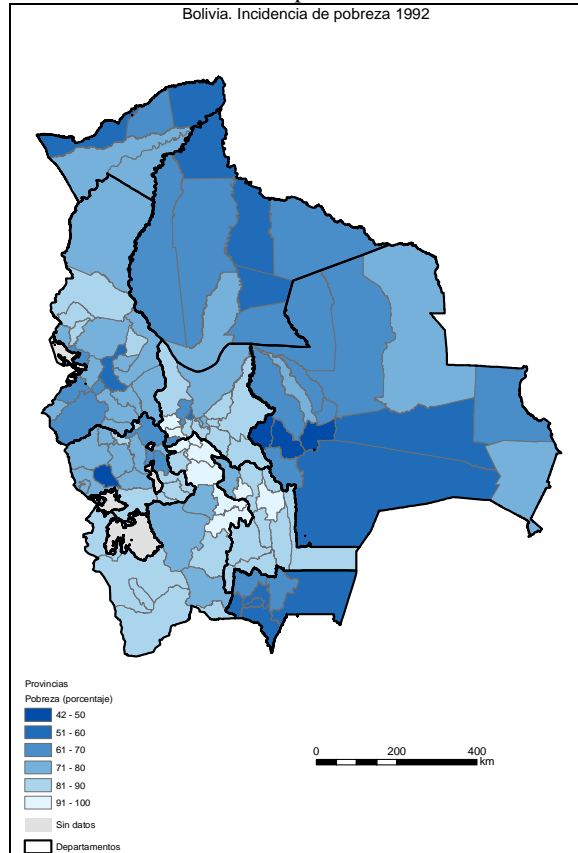 Bolivia. Incidencia de pobreza 1992
Provincias
Pobreza (porcentaje)
42 - 50
51 - 60
61 - 70
71 - 80
81 - 90
91 - 100
Sin datos
Departamentos
0 200 400
km